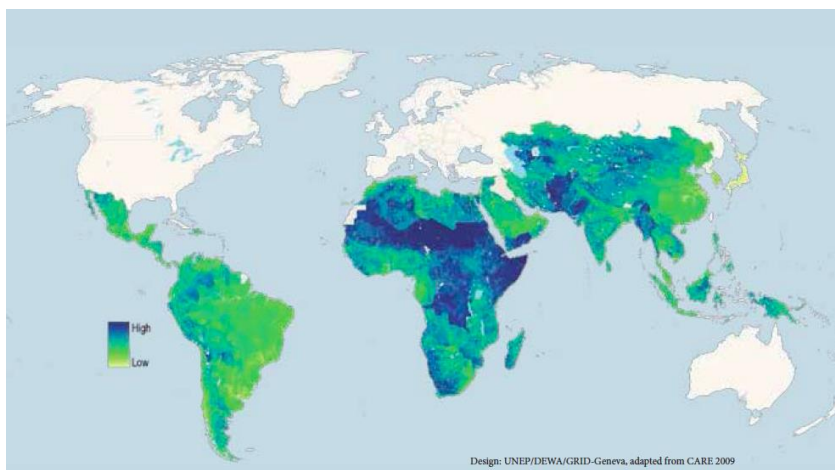 High
Low
Design: UNEP/DEWA/GRID-Geneva, adapted from CARE 2009